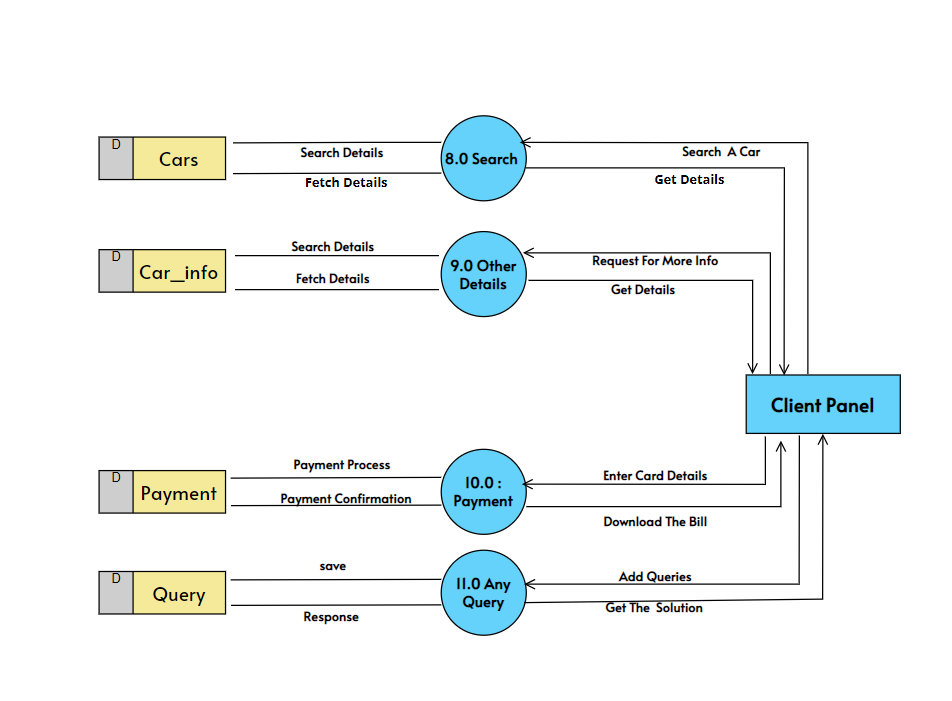 D
Cars
Search Details
Fetch Details
8.0 Search
Search A Car
Get Details
D
Car_info
Search Details
Fetch Details
9.0 Other
Details
Request For More Info
Get Details
Client Panel
D
Payment
Payment Process
Payment Confirmation
10.0 :
Payment
Enter Card Details
Download The Bill
D
Query
save
Response
11.0 Any
Query
Add Queries
Get The Solution